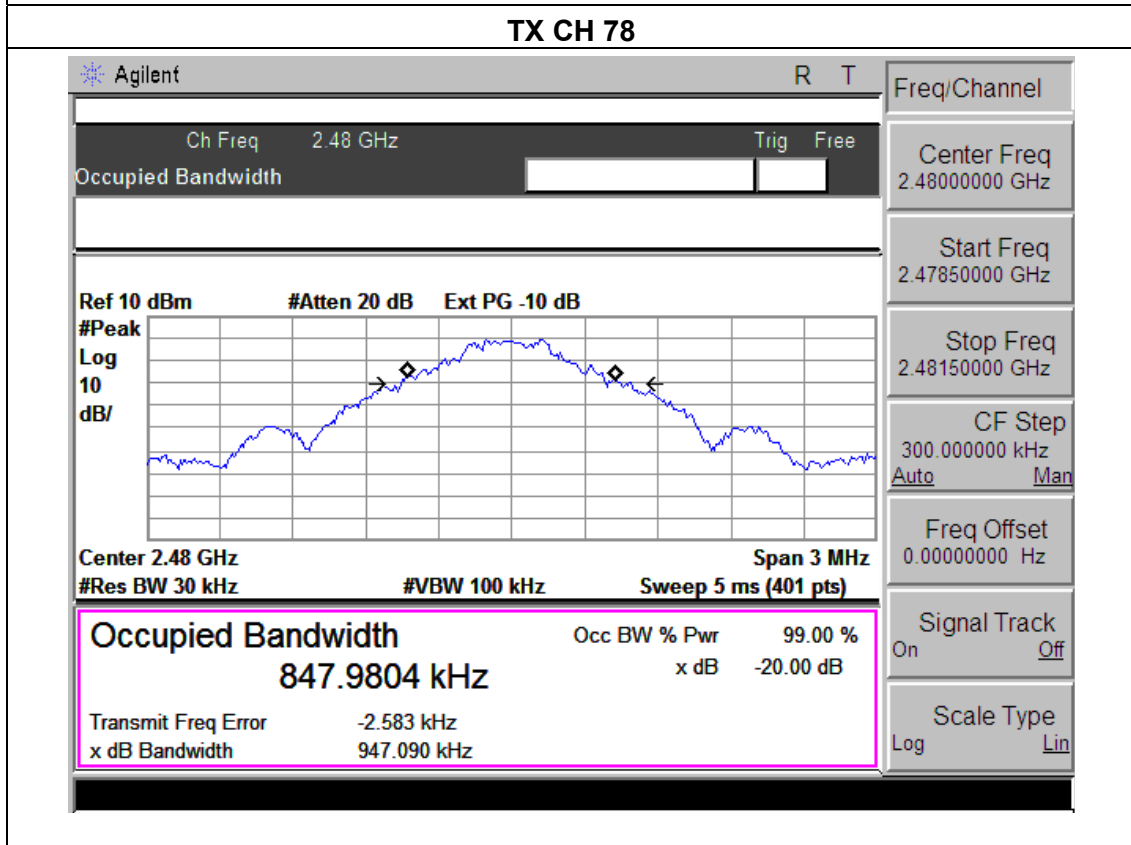 TX CH 78
Agilent R T
Freq/Channel
Ch Freq 2.48 GHz Trig Free
Occupied Bandwidth
Center Freq
2.48000000 GHz
Start Freq
2.47850000 GHz
Stop Freq
2.48150000 GHz
CF Step
300.000000 kHz
Auto Man
Freq Offset
0.00000000 Hz
Signal Track
On Off
Scale Type
Log Lin
Ref 10 dBm #Atten 20 dB Ext PG -10 dB
#Peak
Log
10
dB/
Center 2.48 GHz Span 3 MHz
#Res BW 30 kHz #VBW 100 kHz Sweep 5 ms (401 pts)
Occupied Bandwidth Occ BW % Pwr 99.00 %
847.9804 kHz x dB -20.00 dB
Transmit Freq Error -2.583 kHz
x dB Bandwidth 947.090 kHz